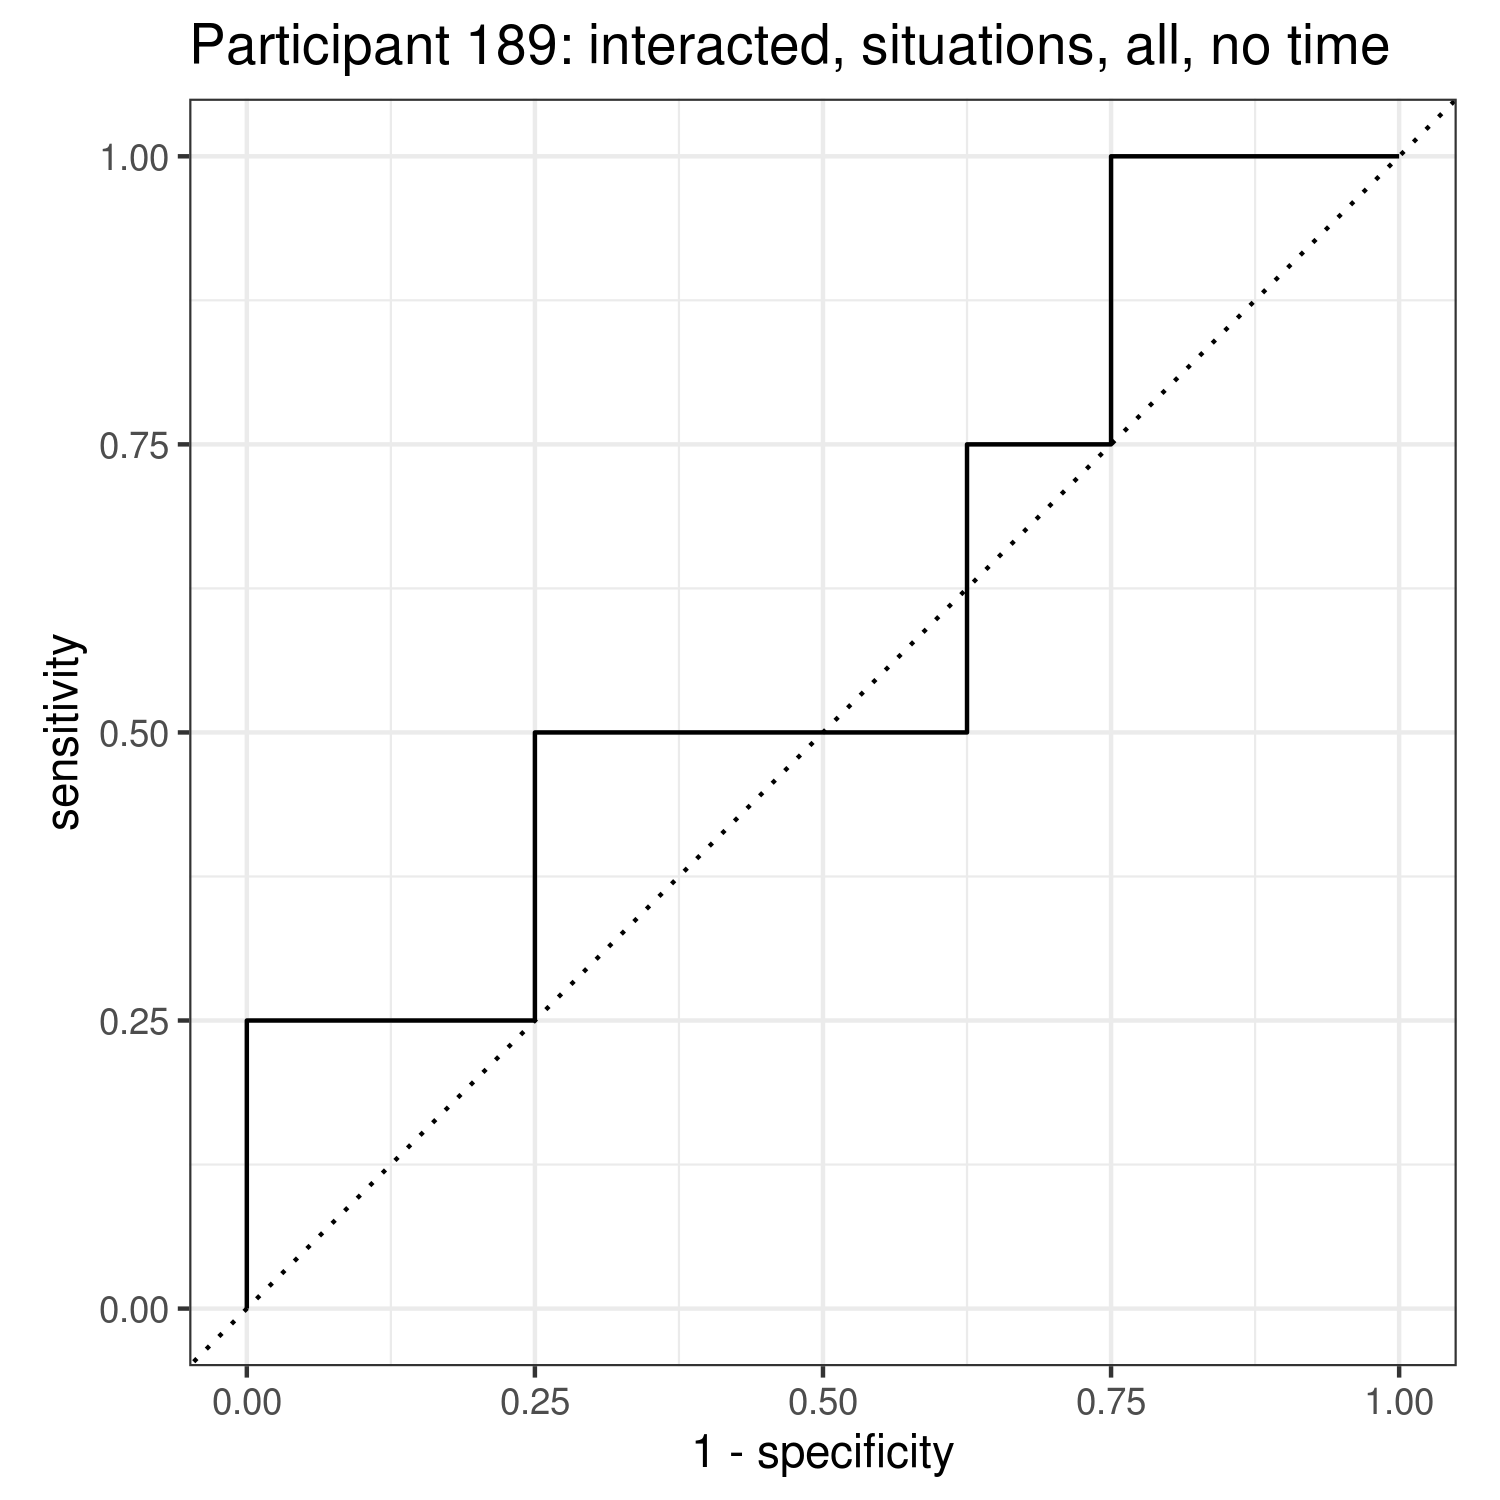 Participant 189: interacted, situations, all, no time
sensitivity
1.00
0.75
0.50
0.25
0.00
0.00 0.25 0.50 0.75 1.00
1 - specificity